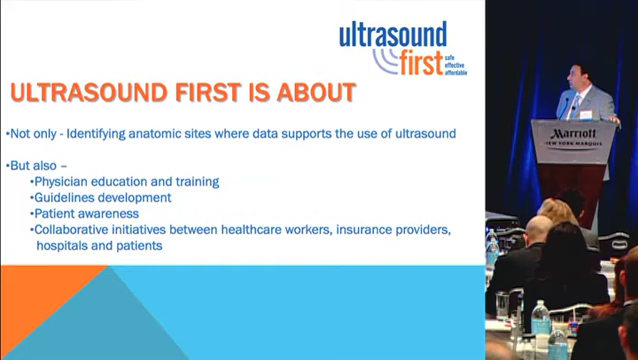 ultrasound
first
safe
effective
affordable
ULTRASOUND FIRST IS ABOUT
•Not only - Identifying anatomic sites where data supports the use of ultrasound
•But also –
•Physician education and training
•Guidelines development
•Patient awareness
•Collaborative initiatives between healthcare workers, insurance providers,
hospitals and patients
Marriott
NEW YORK MARQUIS